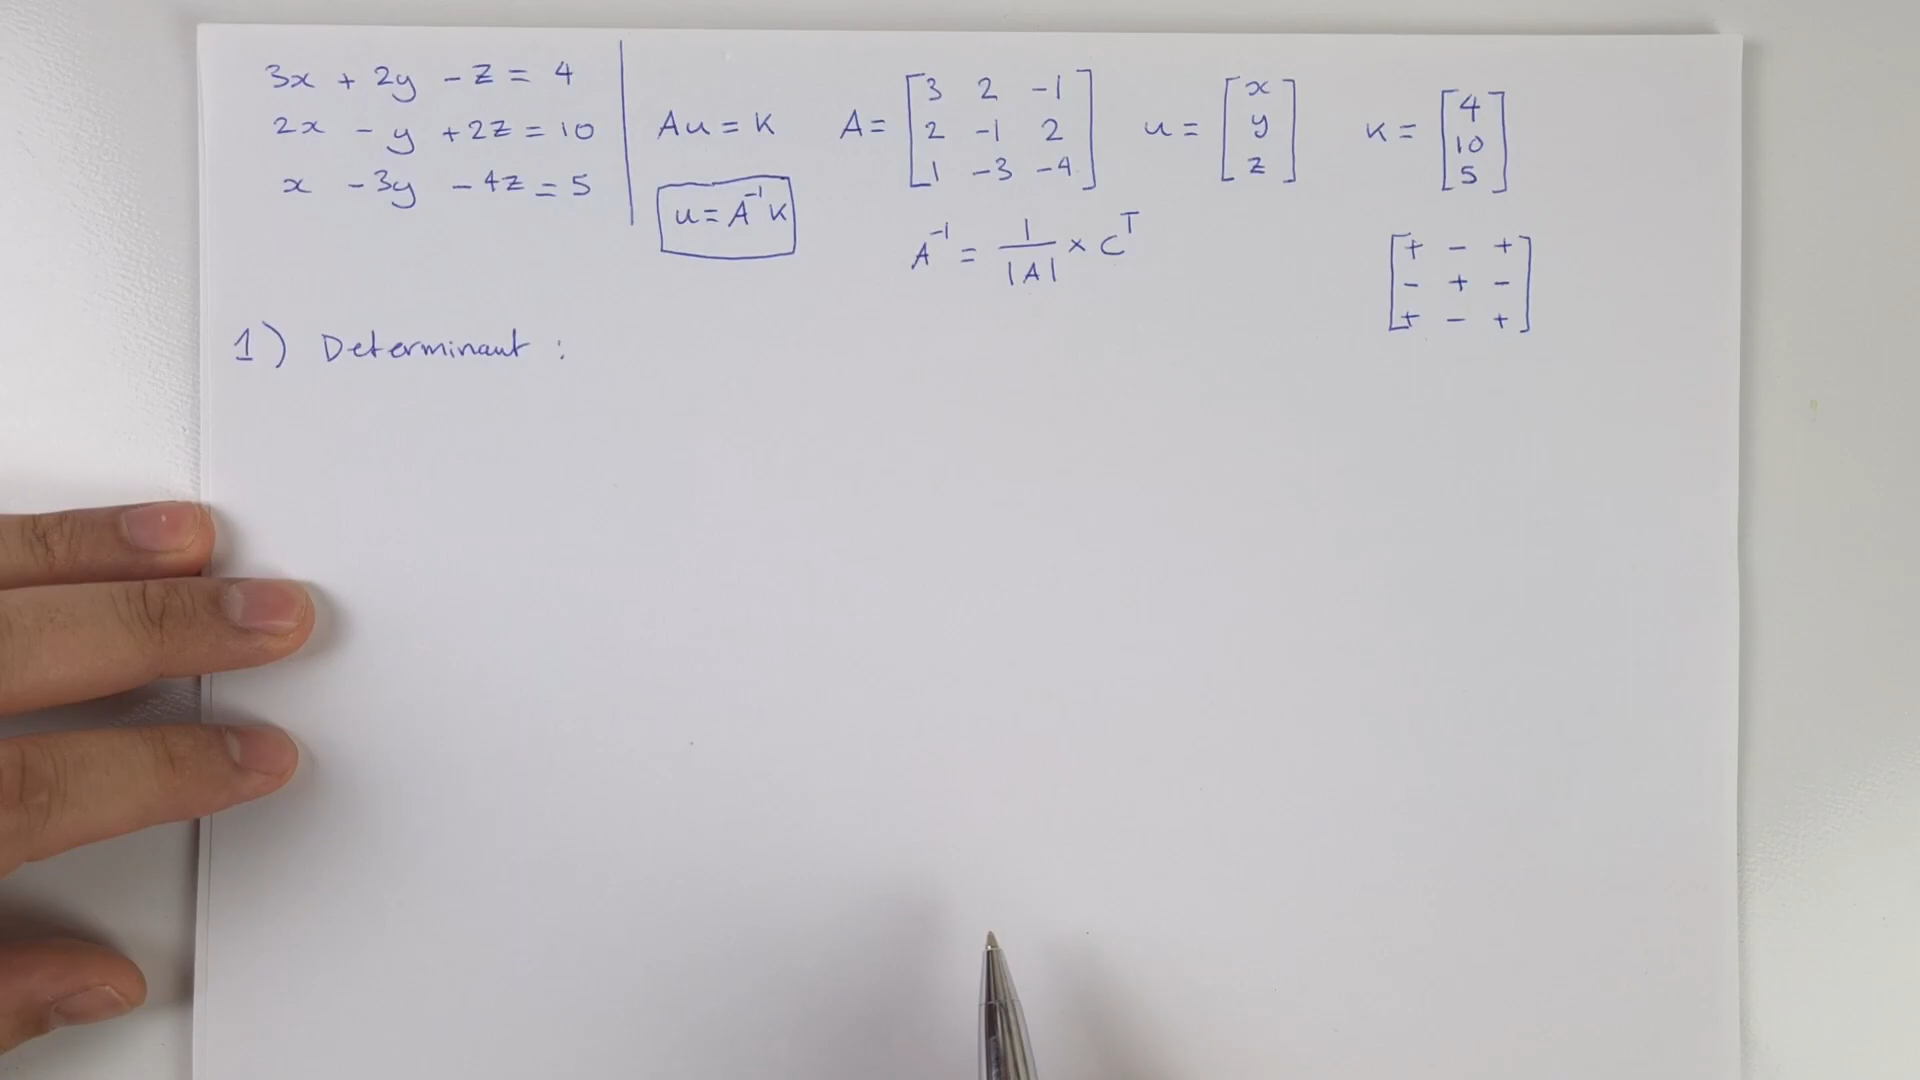 3x + 2y - z = 4
2x - y + 2z = 10
x - 3y - 4z = 5
Au = K
u = A⁻¹ K
A = [3 2 -1
2 -1 2
1 -3 -4]
u = [x
y
z]
K = [4
10
5]
A⁻¹ = 1/|A| × Cᵀ
[+ - +
- + -
+ - +]
1) Determinant :